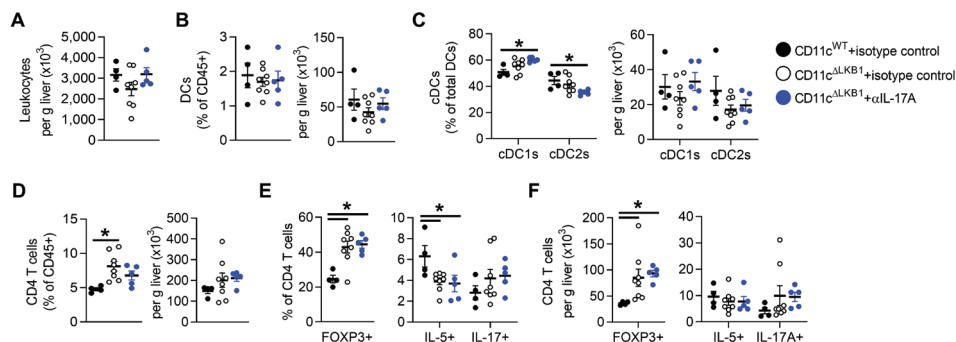 A
Leukocytes
per g liver (x10³)
5,000
4,000
3,000
2,000
1,000
0
B
DCs
(% of CD45+)
3
2
1
0
per g liver (x10³)
150
100
50
0
C
cDCs
(% of total DCs)
80
60
40
20
0
cDC1s
cDC2s
per g liver (x10³)
80
60
40
20
0
cDC1s
cDC2s
CD11cᵂᵀ+isotype control
CD11c^ΔLKB1+isotype control
CD11c^ΔLKB1+αIL-17A
*
*
D
CD4 T cells
(% of CD45+)
15
10
5
0
*
per g liver (x10³)
500
400
300
200
100
0
E
% of CD4 T cells
100
80
60
40
20
0
*
FOXP3+
10
8
6
4
2
0
*
IL-5+
IL-17+
F
CD4 T cells
per g liver (x10³)
200
150
100
50
0
*
FOXP3+
40
30
20
10
0
IL-5+
IL-17A+